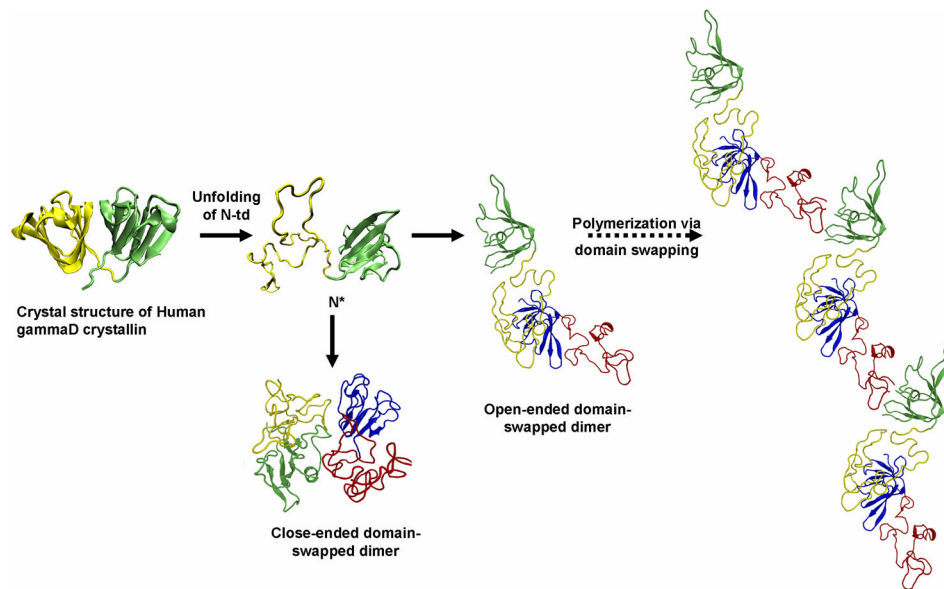 Unfolding
of N-td
Polymerization via
domain swapping
Crystal structure of Human
gammaD crystallin
N*
Open-ended domain-
swapped dimer
Close-ended domain-
swapped dimer